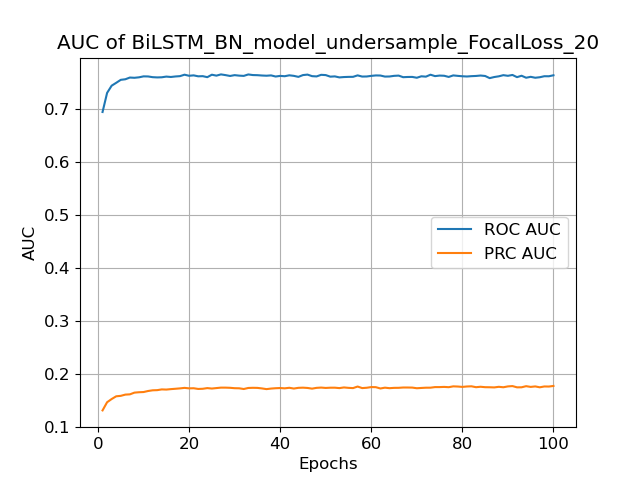 AUC of BiLSTM_BN_model_undersample_FocalLoss_20
AUC
0.7
0.6
0.5
0.4
0.3
0.2
0.1
ROC AUC
PRC AUC
0 20 40 60 80 100
Epochs